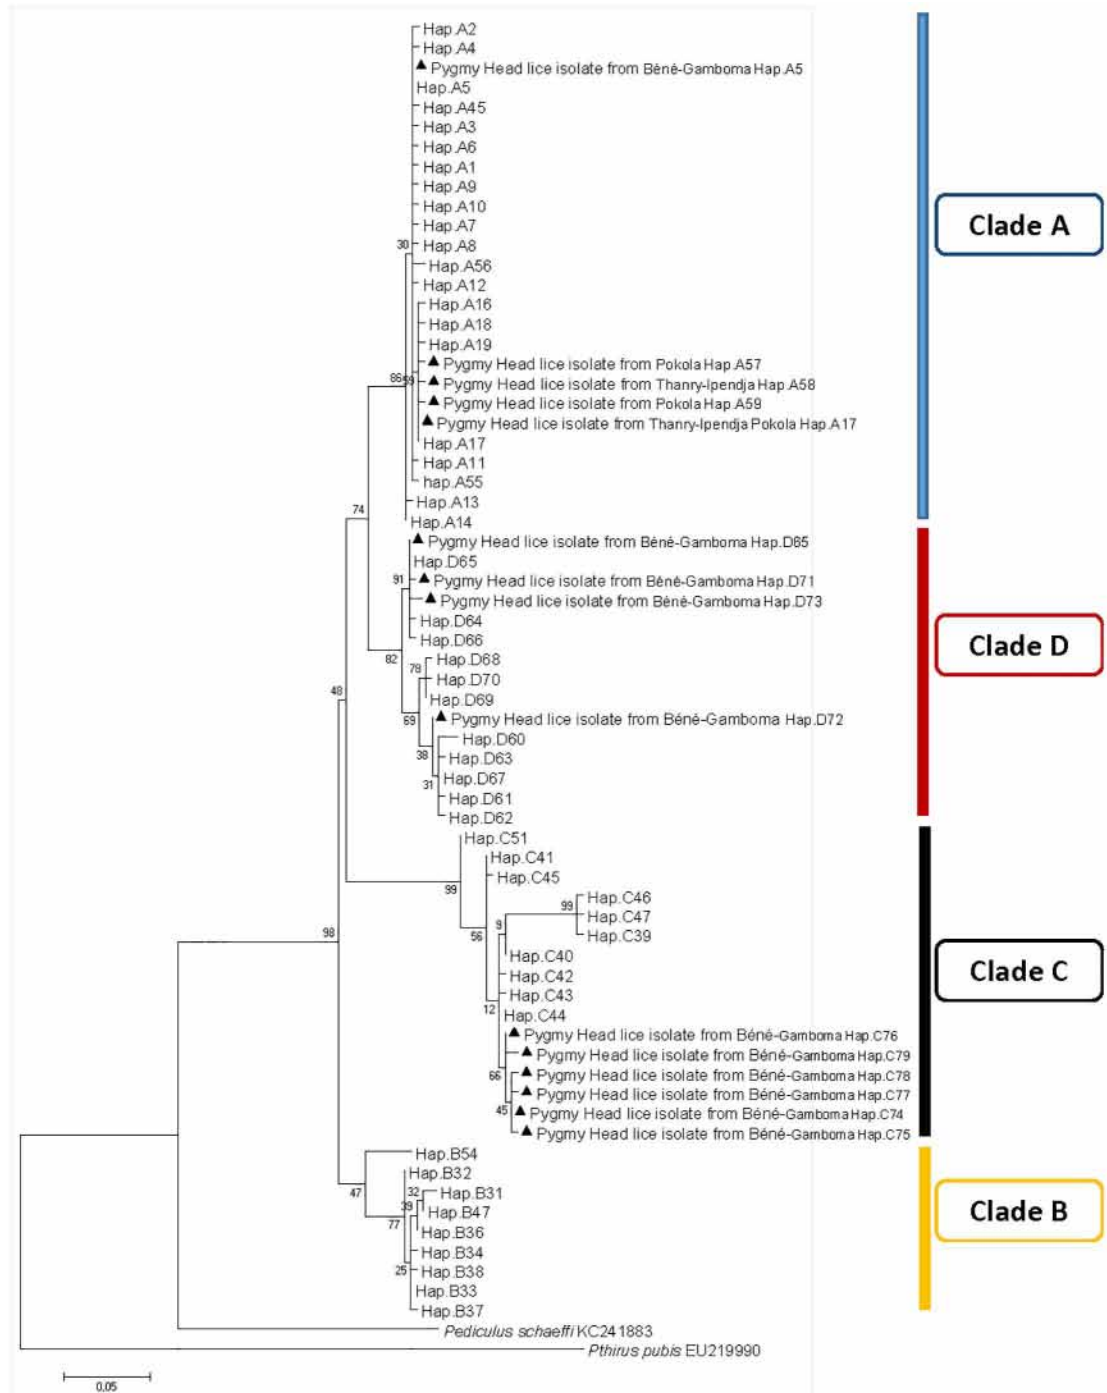 Hap.A2
Hap.A4
Pygmy Head lice isolate from Béné-Gamboma Hap.A5
Hap.A5
Hap.A45
Hap.A3
Hap.A6
Hap.A1
Hap.A9
Hap.A10
Hap.A7
30
Hap.A8
Clade A
Hap.A56
Hap.A12
Hap.A16
Hap.A18
Hap.A19
Pygmy Head lice isolate from Pokola Hap.A57
86
59
Pygmy Head lice isolate from Thanry-Ipendja Hap.A58
Pygmy Head lice isolate from Pokola Hap.A59
Pygmy Head lice isolate from Thanry-Ipendja Pokola Hap.A17
Hap.A17
Hap.A11
hap.A55
Hap.A13
74
Hap.A14
Pygmy Head lice isolate from Béné-Gamboma Hap.D65
Hap.D65
91
Pygmy Head lice isolate from Béné-Gamboma Hap.D71
Pygmy Head lice isolate from Béné-Gamboma Hap.D73
Hap.D64
Hap.D66
Clade D
82
78
Hap.D68
Hap.D70
48
Hap.D69
69
Pygmy Head lice isolate from Béné-Gamboma Hap.D72
Hap.D60
38
Hap.D63
Hap.D67
31
Hap.D61
Hap.D62
Hap.C51
Hap.C41
Hap.C45
99
Hap.C46
99
Hap.C47
9
Hap.C39
56
98
Hap.C40
Hap.C42
Clade C
Hap.C43
12
Hap.C44
Pygmy Head lice isolate from Béné-Gamboma Hap.C76
Pygmy Head lice isolate from Béné-Gamboma Hap.C79
66
Pygmy Head lice isolate from Béné-Gamboma Hap.C78
Pygmy Head lice isolate from Béné-Gamboma Hap.C77
45
Pygmy Head lice isolate from Béné-Gamboma Hap.C74
Pygmy Head lice isolate from Béné-Gamboma Hap.C75
Hap.B54
Hap.B32
47
32
Hap.B31
39
Hap.B47
Clade B
77
Hap.B36
Hap.B34
25
Hap.B38
Hap.B33
Hap.B37
Pediculus schaeffi KC241883
Pthirus pubis EU219990
0,05